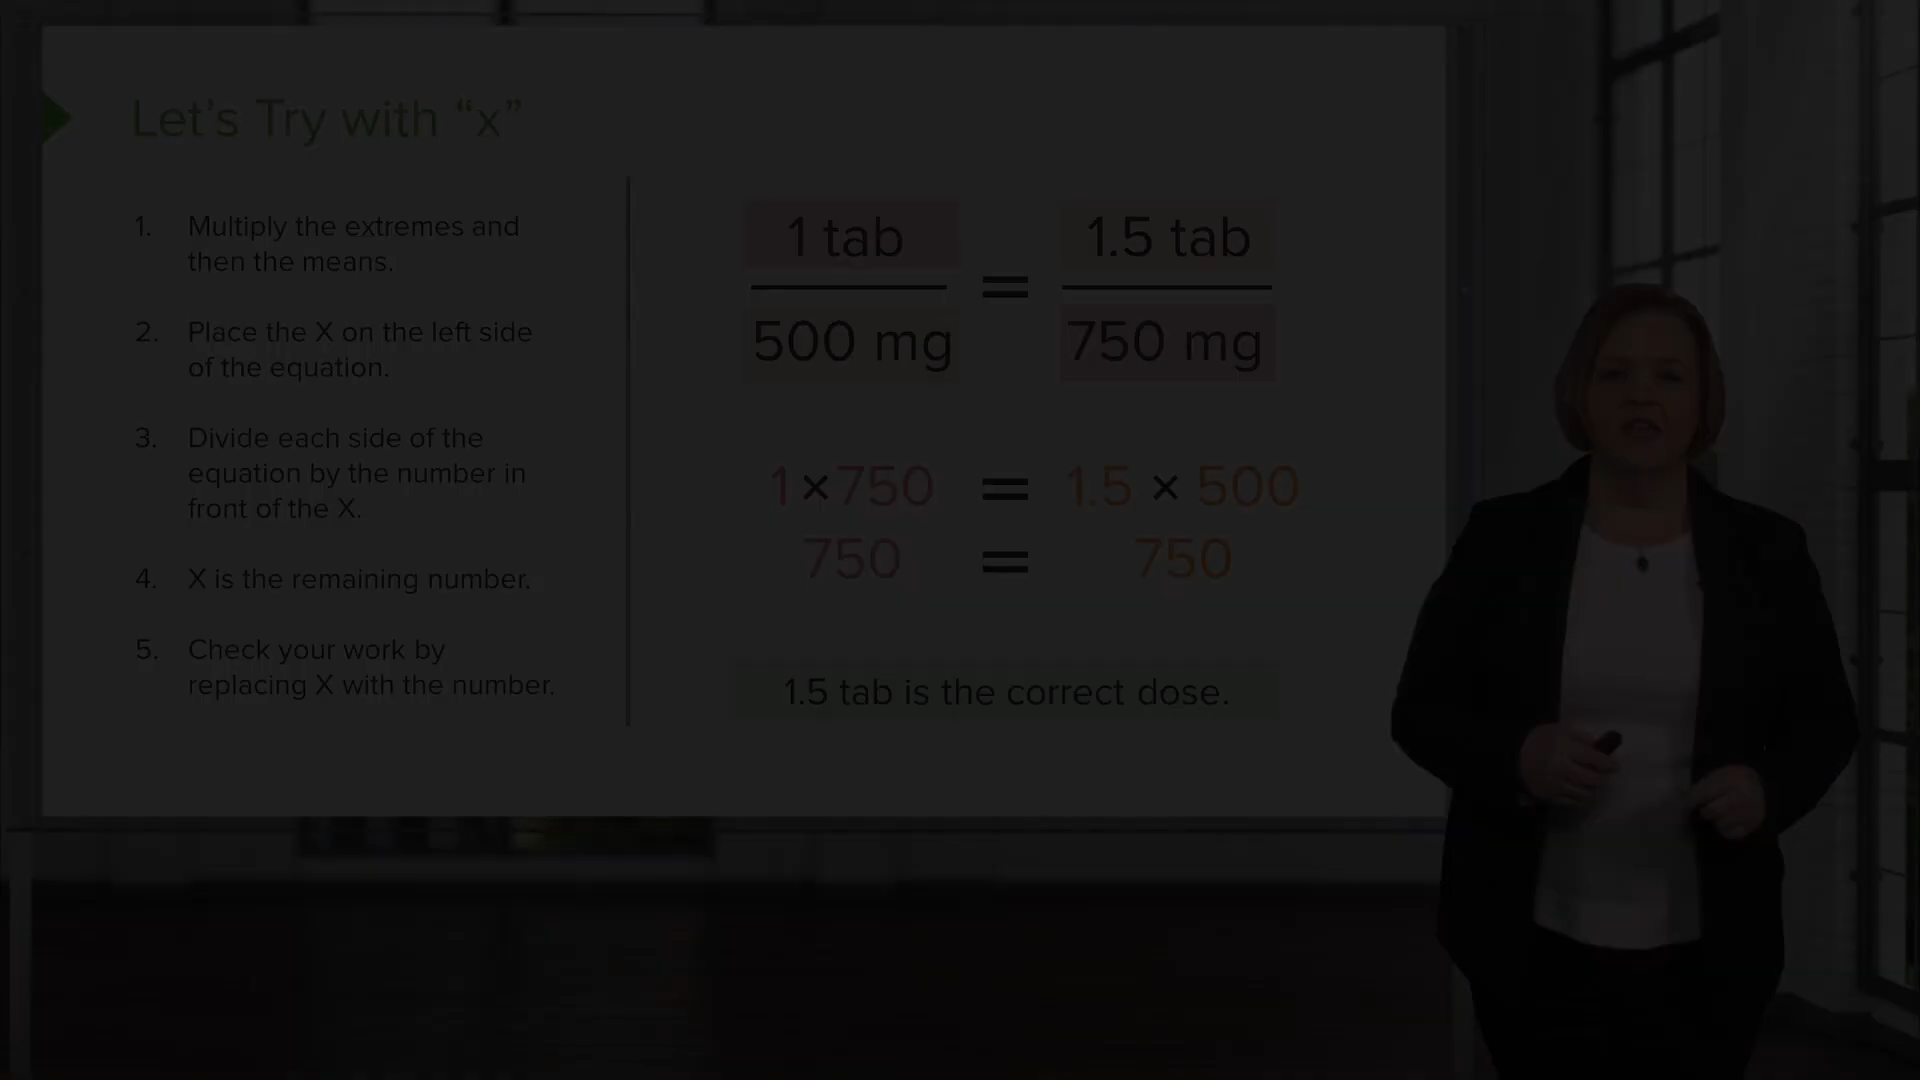 Let's Try with “x”
1. Multiply the extremes and
then the means.
2. Place the X on the left side
of the equation.
3. Divide each side of the
equation by the number in
front of the X.
4. X is the remaining number.
5. Check your work by
replacing X with the number.
1 tab = 1.5 tab
500 mg 750 mg
1 × 750 = 1.5 × 500
750 = 750
1.5 tab is the correct dose.